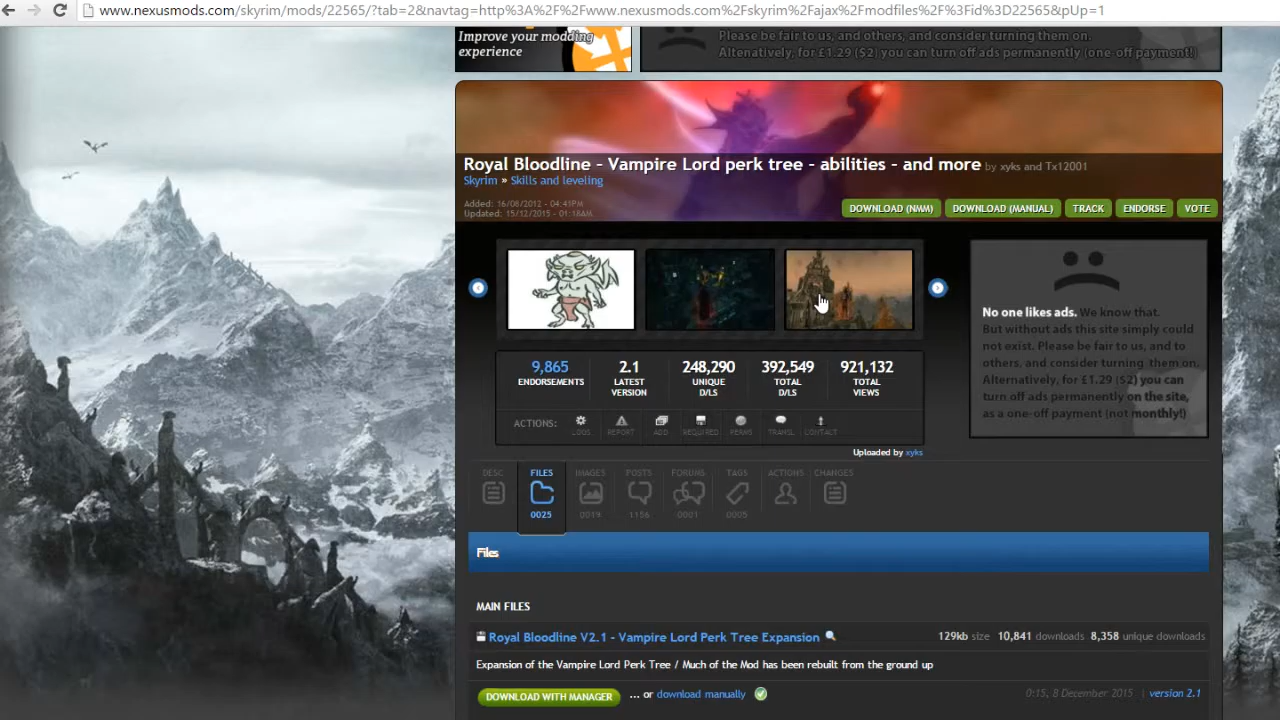 www.nexusmods.com/skyrim/mods/22565/?tab=2&navtag=http%3A%2F%2Fwww.nexusmods.com%2Fskyrim%2Fajax%2Fmodfiles%2F%3Fid%3D22565&pUp=1
Improve your modding
experience
Please be fair to us, and others, and consider turning them on.
Altenatively, for £1.29 ($2) you can turn off ads permanently (one-off payment!)
Royal Bloodline - Vampire Lord perk tree - abilities - and more by xyks and Tx12001
Skyrim » Skills and leveling
Added: 16/08/2012 - 04:45PM
Updated: 15/12/2015 - 01:18AM
DOWNLOAD (NMM) DOWNLOAD (MANUAL) TRACK ENDORSE VOTE
No one likes ads. We know that.
But without ads this site simply could
not exist. Please be fair to us, and to
others, and consider turning them on.
Alternatively, for £1.29 ($2) you can
turn off ads permanently on the site,
as a one-off payment (not monthly!)
9,865 2.1 248,290 392,549 921,132
ENDORSEMENTS LATEST VERSION UNIQUE D/LS TOTAL D/LS TOTAL VIEWS
ACTIONS: LOGS REPORT ADD REQUIRED PERMS TRANSL CONTACT
Uploaded by xyks
DESC FILES IMAGES POSTS FORUMS TAGS ACTIONS CHANGES
0025 0019 1156 0001 0005
Files
MAIN FILES
Royal Bloodline V2.1 - Vampire Lord Perk Tree Expansion 129kb size 10,841 downloads 8,358 unique downloads
Expansion of the Vampire Lord Perk Tree / Much of the Mod has been rebuilt from the ground up
DOWNLOAD WITH MANAGER ... or download manually 0:15, 8 December 2015 | version 2.1